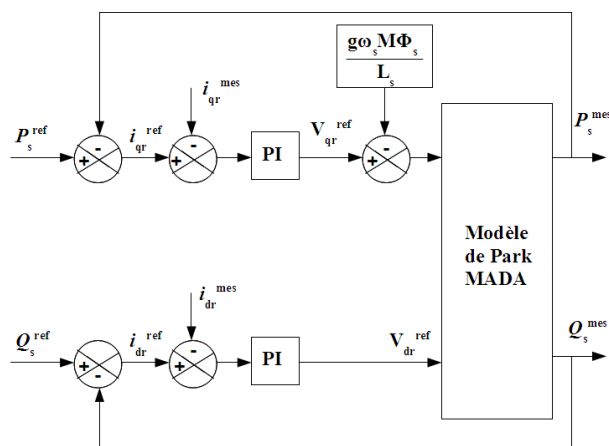 gω_s MΦ_s
L_s
i_qr^mes
P_s^ref
-
+
i_qr^ref
-
+
PI
V_qr^ref
-
+
P_s^mes
Modèle
de Park
MADA
i_dr^mes
Q_s^ref
-
+
i_dr^ref
-
+
PI
V_dr^ref
Q_s^mes